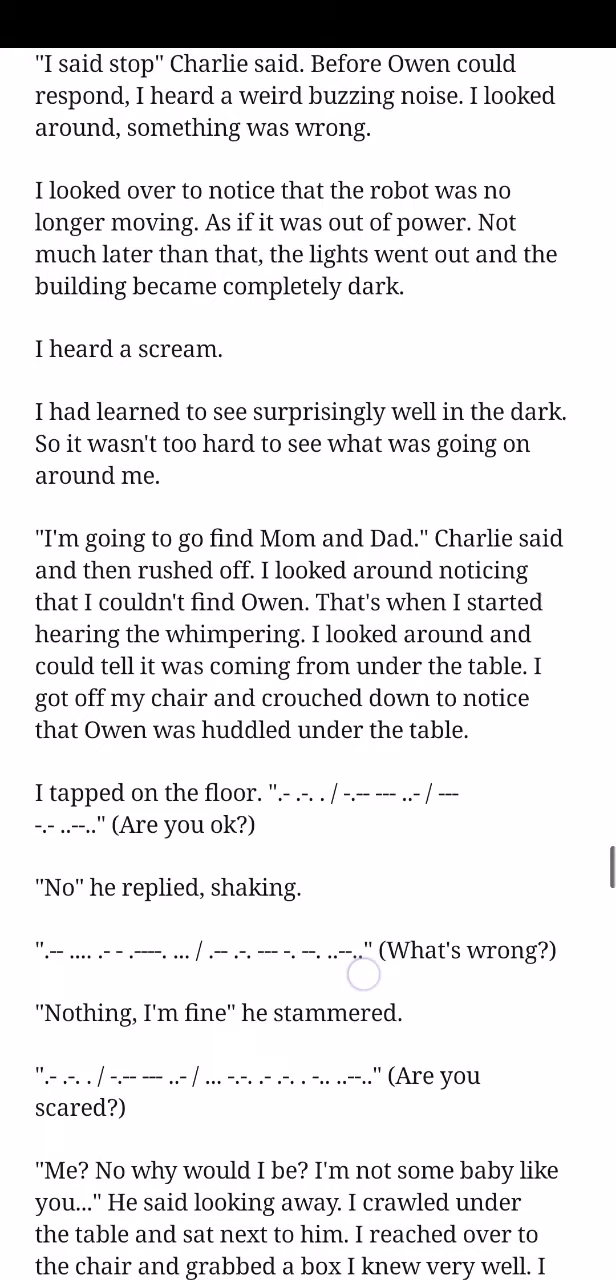 "I said stop" Charlie said. Before Owen could
respond, I heard a weird buzzing noise. I looked
around, something was wrong.
I looked over to notice that the robot was no
longer moving. As if it was out of power. Not
much later than that, the lights went out and the
building became completely dark.
I heard a scream.
I had learned to see surprisingly well in the dark.
So it wasn't too hard to see what was going on
around me.
"I'm going to go find Mom and Dad." Charlie said
and then rushed off. I looked around noticing
that I couldn't find Owen. That's when I started
hearing the whimpering. I looked around and
could tell it was coming from under the table. I
got off my chair and crouched down to notice
that Owen was huddled under the table.
I tapped on the floor. ".- .-. . / -.-- --- ..- / ---
-.- ..--.." (Are you ok?)
"No" he replied, shaking.
".-- .... .- - .----. ... / .-- .-. --- -. --. ..--.." (What's wrong?)
"Nothing, I'm fine" he stammered.
".- .-. . / -.-- --- ..- / ... -.-. .- .-. . -.. ..--.." (Are you
scared?)
"Me? No why would I be? I'm not some baby like
you..." He said looking away. I crawled under
the table and sat next to him. I reached over to
the chair and grabbed a box I knew very well. I